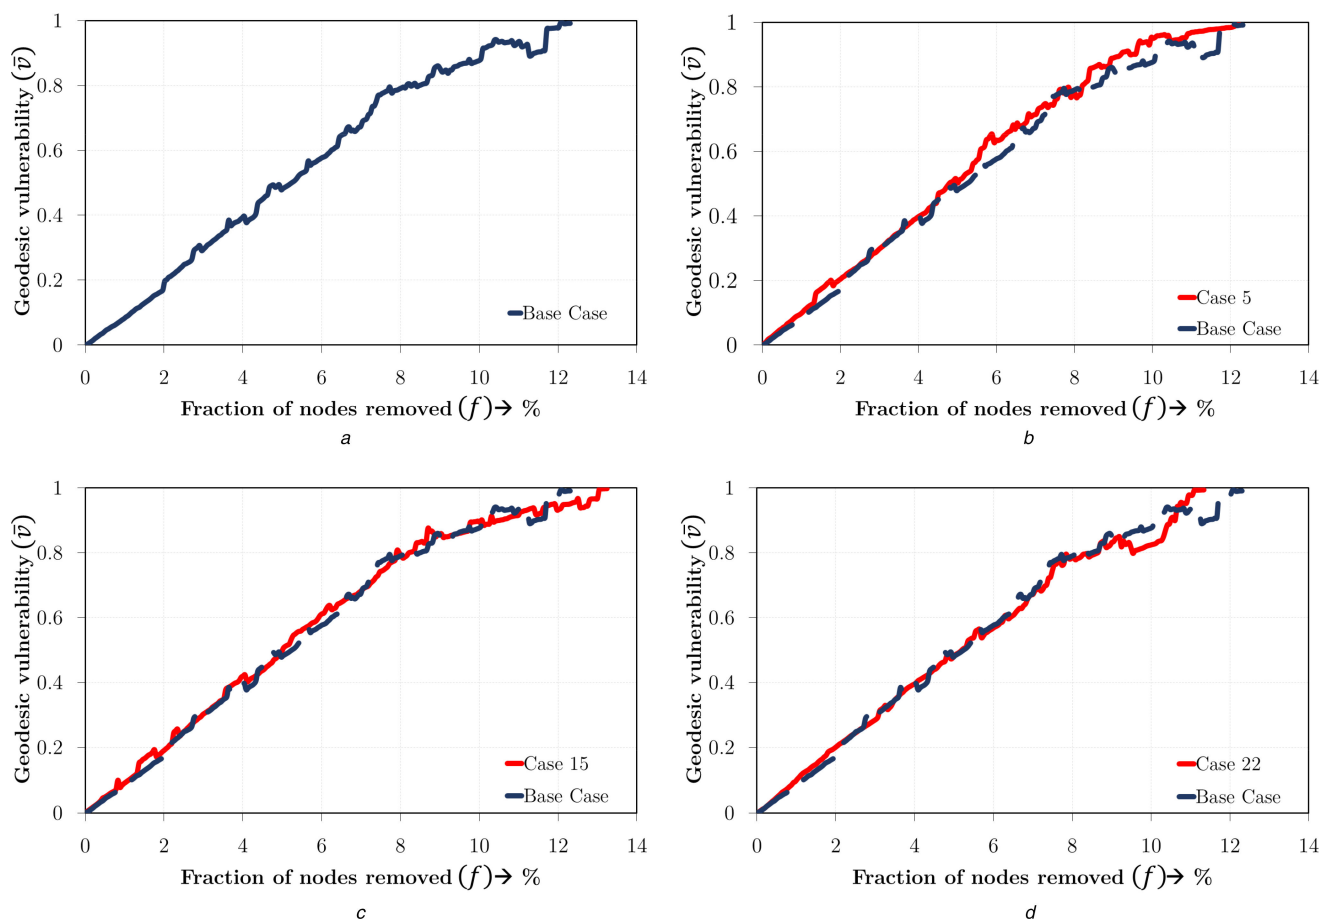 Geodesic vulnerability (v̄)
1
0.8
0.6
0.4
0.2
0
Base Case
0 2 4 6 8 10 12 14
Fraction of nodes removed (f)→ %
a
Geodesic vulnerability (v̄)
1
0.8
0.6
0.4
0.2
0
Case 5
Base Case
0 2 4 6 8 10 12 14
Fraction of nodes removed (f)→ %
b
Geodesic vulnerability (v̄)
1
0.8
0.6
0.4
0.2
0
Case 15
Base Case
0 2 4 6 8 10 12 14
Fraction of nodes removed (f)→ %
c
Geodesic vulnerability (v̄)
1
0.8
0.6
0.4
0.2
0
Case 22
Base Case
0 2 4 6 8 10 12 14
Fraction of nodes removed (f)→ %
d